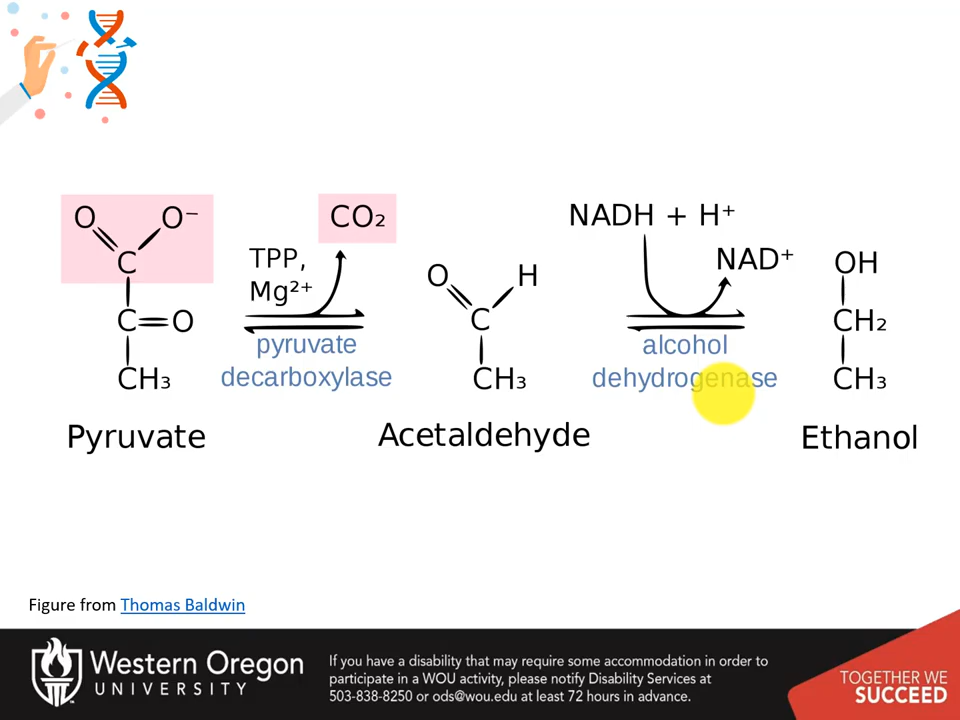 O O⁻
C
C=O
CH₃
Pyruvate
TPP,
Mg²⁺
CO₂
pyruvate
decarboxylase
O H
C
CH₃
Acetaldehyde
NADH + H⁺
NAD⁺
alcohol
dehydrogenase
OH
CH₂
CH₃
Ethanol
Figure from Thomas Baldwin
Western Oregon
UNIVERSITY
If you have a disability that may require some accommodation in order to
participate in a WOU activity, please notify Disability Services at
503-838-8250 or ods@wou.edu at least 72 hours in advance.
TOGETHER WE
SUCCEED